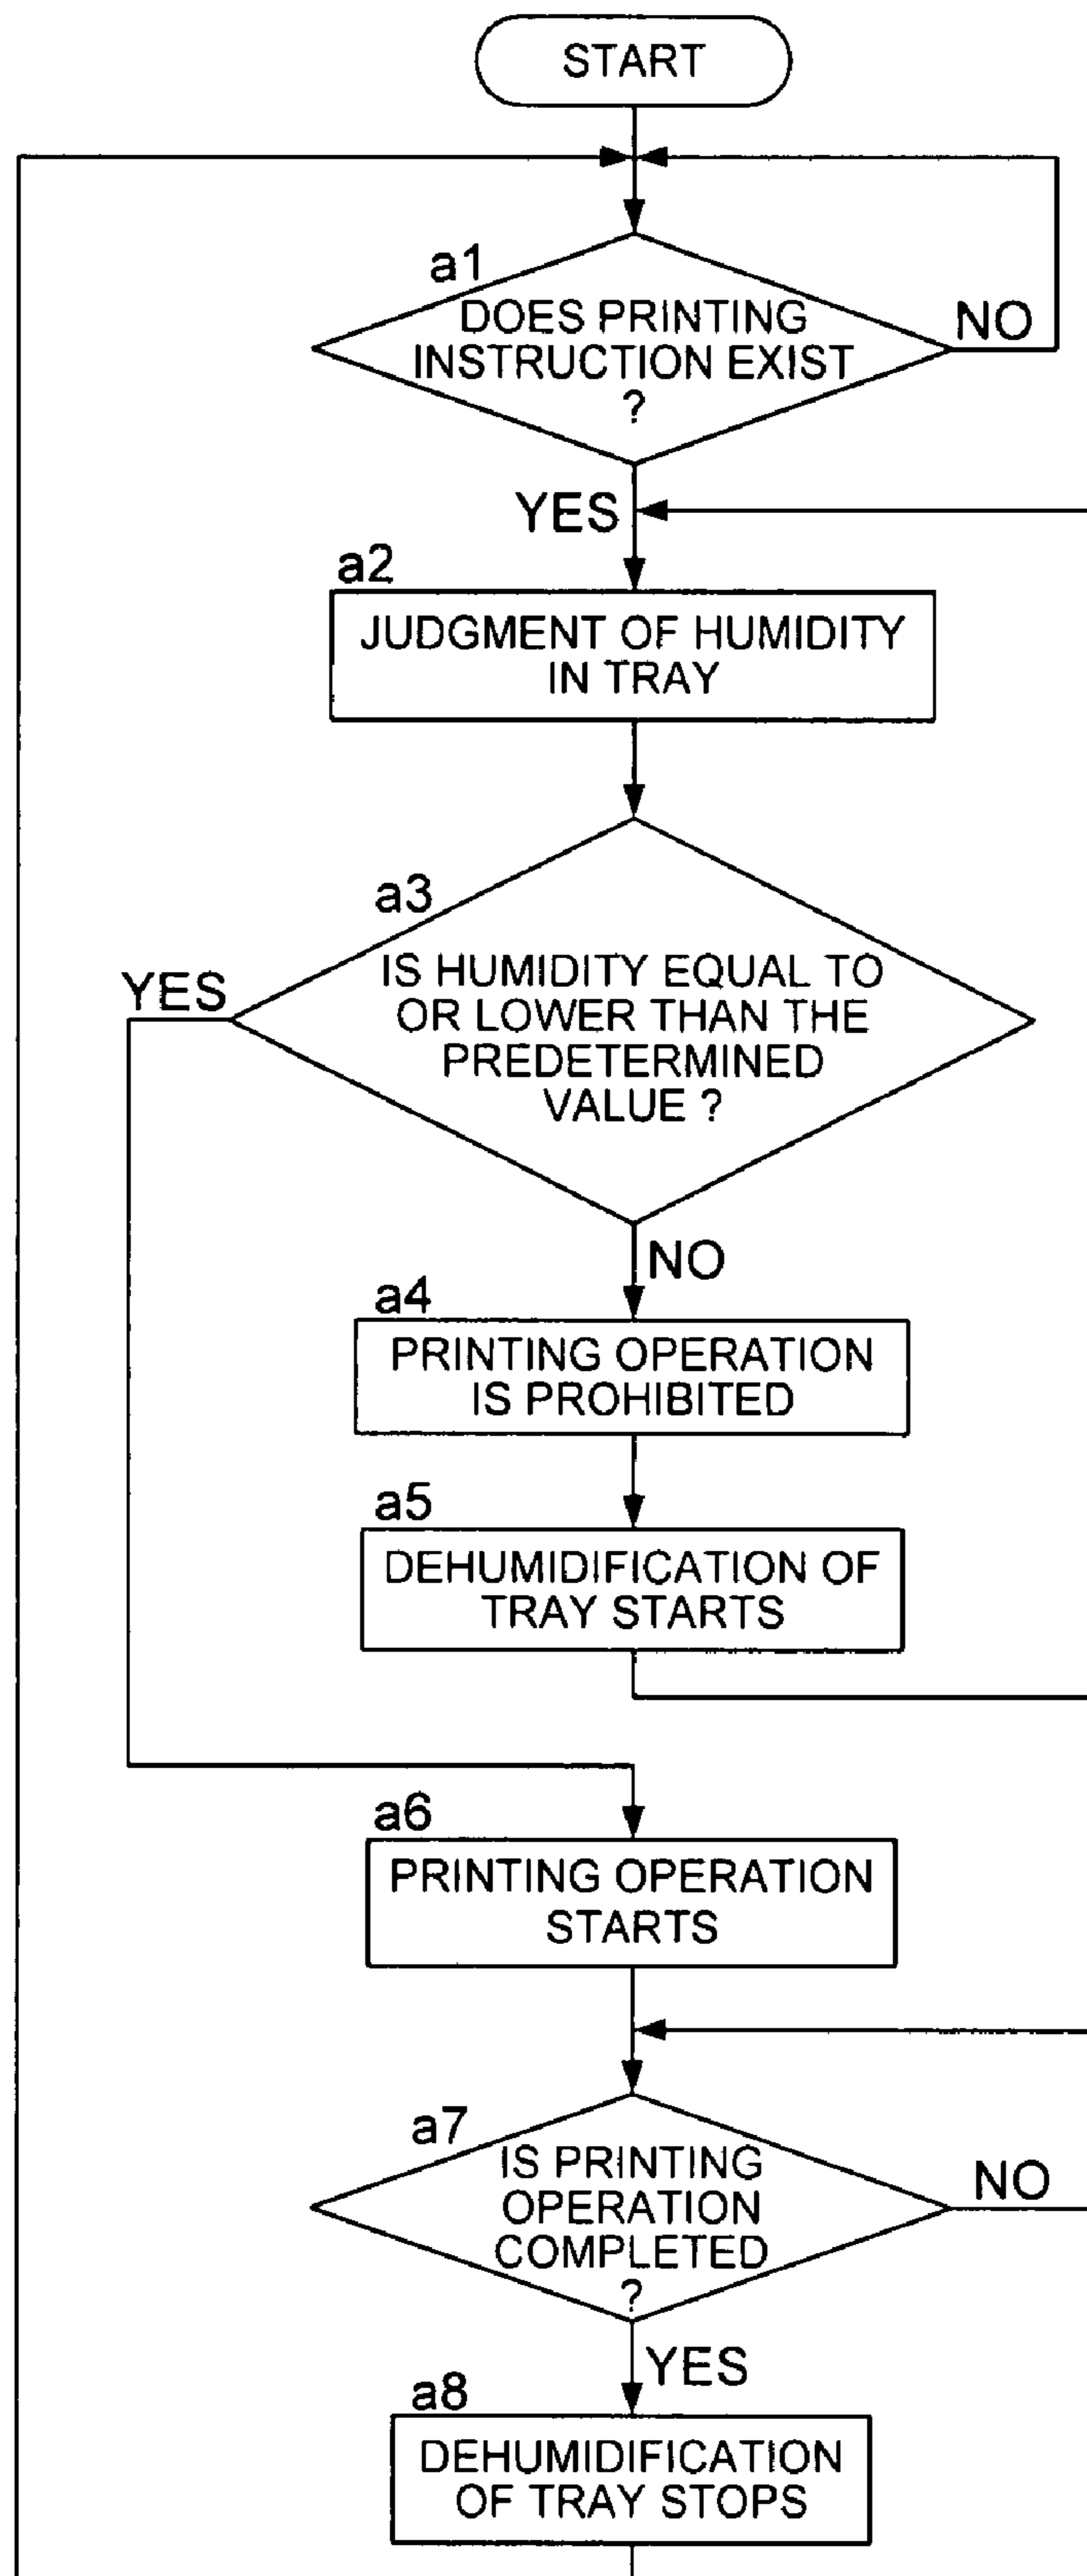 START
a1
DOES PRINTING
INSTRUCTION EXIST
?
NO
YES
a2
JUDGMENT OF HUMIDITY
IN TRAY
a3
IS HUMIDITY EQUAL TO
OR LOWER THAN THE
PREDETERMINED
VALUE ?
YES
NO
a4
PRINTING OPERATION
IS PROHIBITED
a5
DEHUMIDIFICATION OF
TRAY STARTS
a6
PRINTING OPERATION
STARTS
a7
IS PRINTING
OPERATION
COMPLETED
?
NO
YES
a8
DEHUMIDIFICATION
OF TRAY STOPS